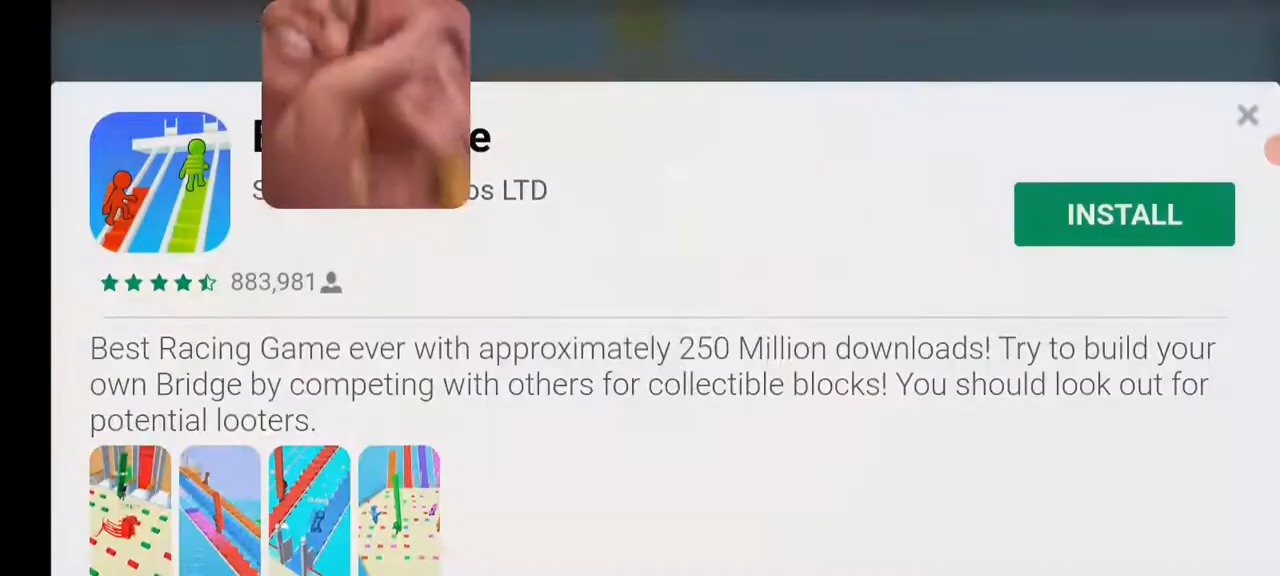 e
os LTD
INSTALL
883,981
Best Racing Game ever with approximately 250 Million downloads! Try to build your
own Bridge by competing with others for collectible blocks! You should look out for
potential looters.